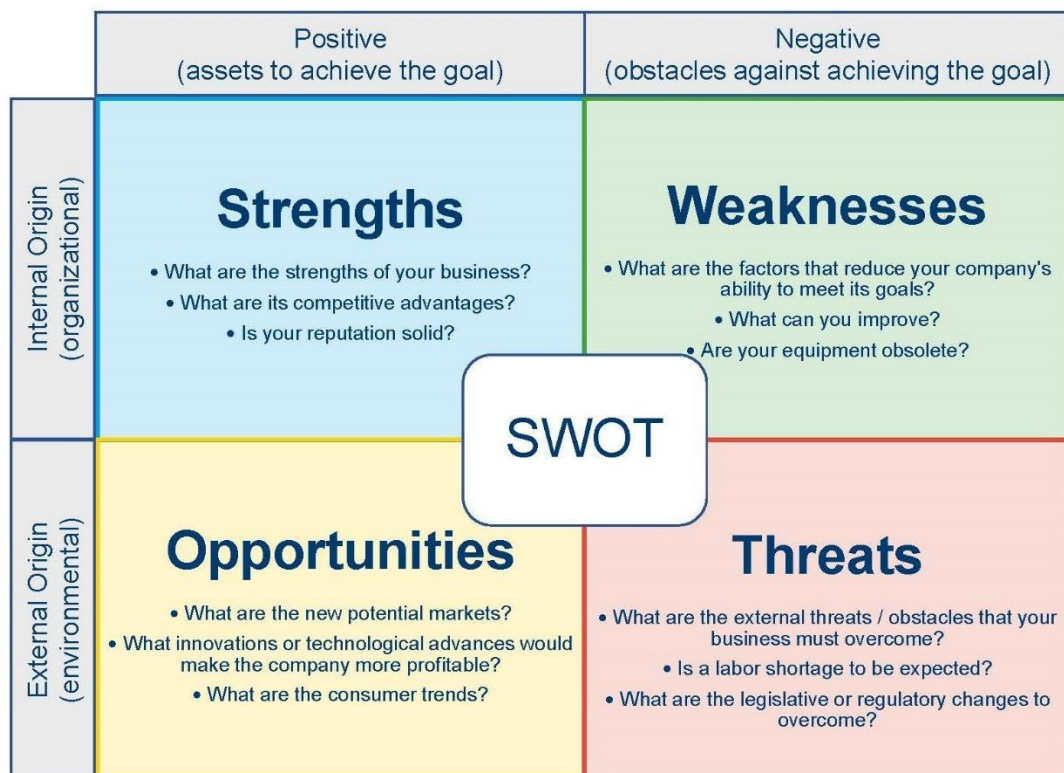 Positive
(assets to achieve the goal)
Negative
(obstacles against achieving the goal)
Internal Origin
(organizational)
Strengths
• What are the strengths of your business?
• What are its competitive advantages?
• Is your reputation solid?
Weaknesses
• What are the factors that reduce your company's
ability to meet its goals?
• What can you improve?
• Are your equipment obsolete?
SWOT
External Origin
(environmental)
Opportunities
• What are the new potential markets?
• What innovations or technological advances would
make the company more profitable?
• What are the consumer trends?
Threats
• What are the external threats / obstacles that your
business must overcome?
• Is a labor shortage to be expected?
• What are the legislative or regulatory changes to
overcome?